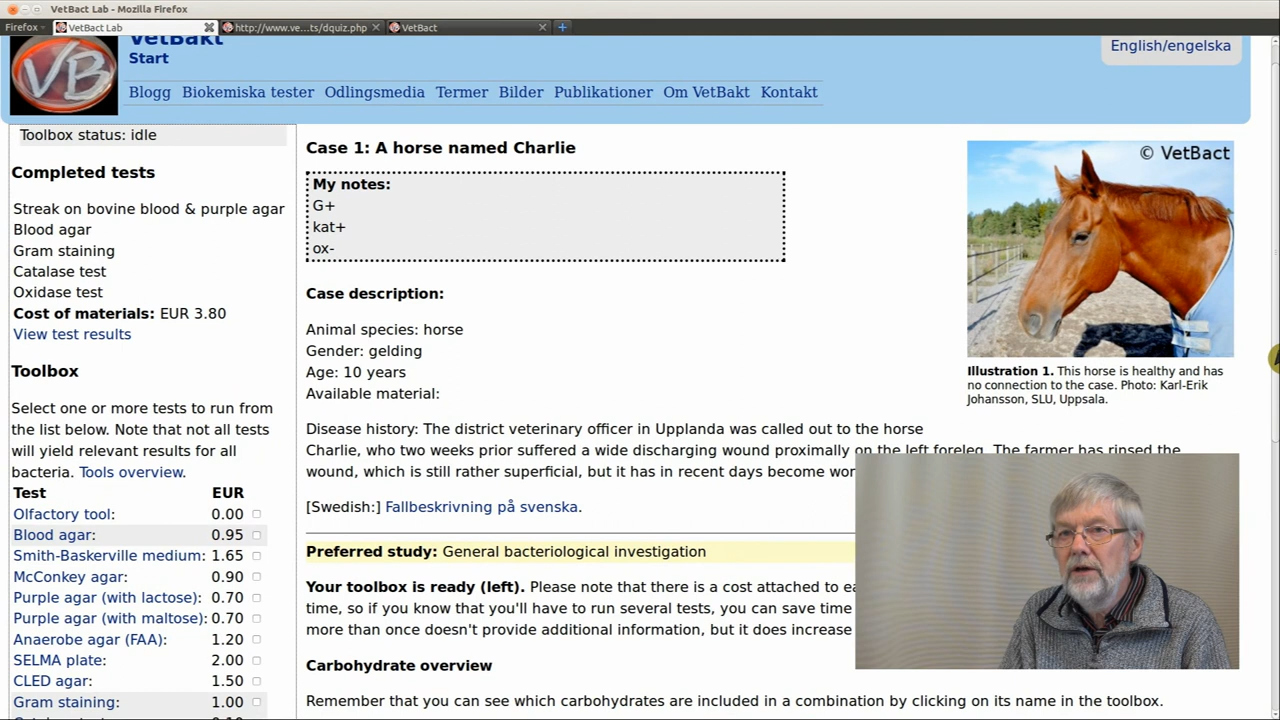 VetBact Lab - Mozilla Firefox
Firefox VetBact Lab http://www.ve...ts/dquiz.php VetBact
VB
VetBakt
Start
English/engelska
Blogg Biokemiska tester Odlingsmedia Termer Bilder Publikationer Om VetBakt Kontakt
Toolbox status: idle
Completed tests
Streak on bovine blood & purple agar
Blood agar
Gram staining
Catalase test
Oxidase test
Cost of materials: EUR 3.80
View test results
Toolbox
Select one or more tests to run from
the list below. Note that not all tests
will yield relevant results for all
bacteria. Tools overview.
Test EUR
Olfactory tool: 0.00
Blood agar: 0.95
Smith-Baskerville medium: 1.65
McConkey agar: 0.90
Purple agar (with lactose): 0.70
Purple agar (with maltose): 0.70
Anaerobe agar (FAA): 1.20
SELMA plate: 2.00
CLED agar: 1.50
Gram staining: 1.00
Case 1: A horse named Charlie
My notes:
G+
kat+
ox-
Case description:
Animal species: horse
Gender: gelding
Age: 10 years
Available material:
Disease history: The district veterinary officer in Upplanda was called out to the horse
Charlie, who two weeks prior suffered a wide discharging wound proximally on the left foreleg. The farmer has rinsed the
wound, which is still rather superficial, but it has in recent days become wor
[Swedish:] Fallbeskrivning på svenska.
Preferred study: General bacteriological investigation
Your toolbox is ready (left). Please note that there is a cost attached to ea
time, so if you know that you'll have to run several tests, you can save time
more than once doesn't provide additional information, but it does increase
Carbohydrate overview
Remember that you can see which carbohydrates are included in a combination by clicking on its name in the toolbox.
© VetBact
Illustration 1. This horse is healthy and has
no connection to the case. Photo: Karl-Erik
Johansson, SLU, Uppsala.